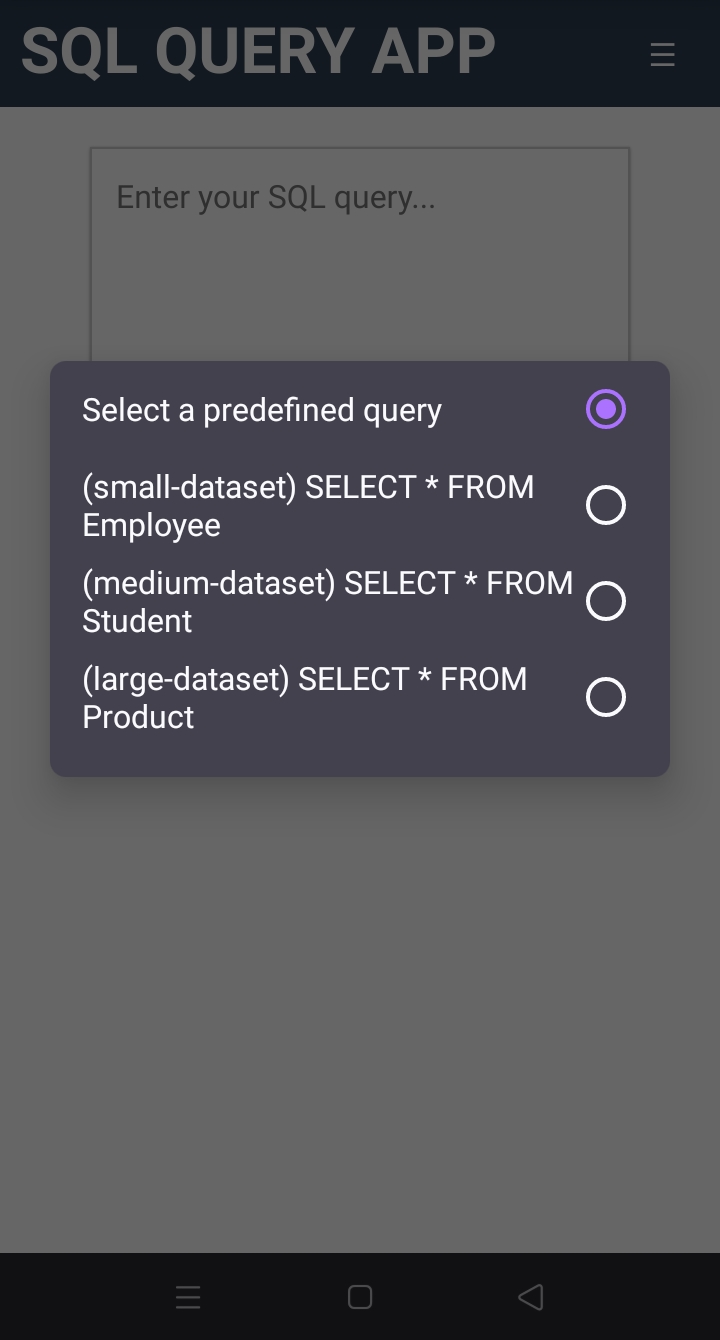 SQL QUERY APP
Enter your SQL query...
Select a predefined query
(small-dataset) SELECT * FROM
Employee
(medium-dataset) SELECT * FROM
Student
(large-dataset) SELECT * FROM
Product